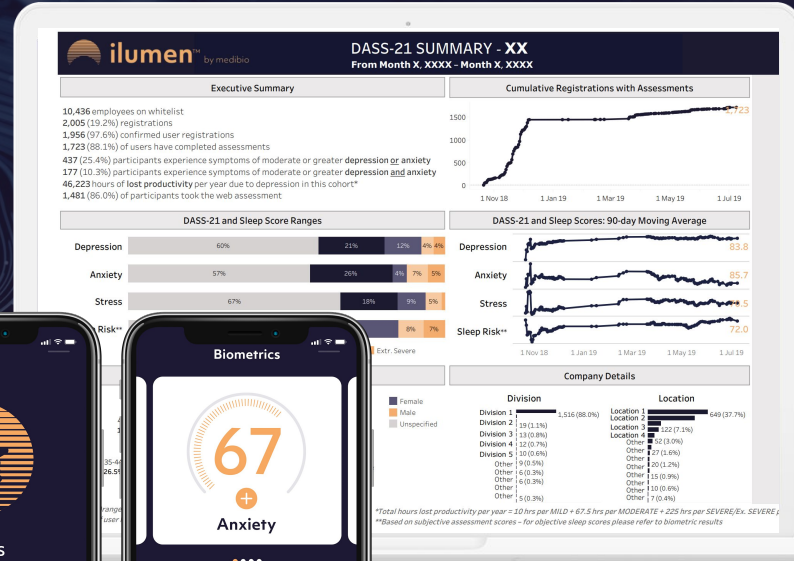 ilumen™ by medibio
DASS-21 SUMMARY - XX
From Month X, XXXX – Month X, XXXX
Executive Summary
10,436 employees on whitelist
2,005 (19.2%) registrations
1,956 (97.6%) confirmed user registrations
1,723 (88.1%) of users have completed assessments
437 (25.4%) participants experience symptoms of moderate or greater depression or anxiety
177 (10.3%) participants experience symptoms of moderate or greater depression and anxiety
46,223 hours of lost productivity per year due to depression in this cohort*
1,481 (86.0%) of participants took the web assessment
Cumulative Registrations with Assessments
1,723
1500
1000
500
0
1 Nov 18 1 Jan 19 1 Mar 19 1 May 19 1 Jul 19
DASS-21 and Sleep Score Ranges
Depression 60% 21% 12% 4% 4%
Anxiety 57% 26% 4% 7% 5%
Stress 67% 18% 9% 5%
Risk** 8% 7%
Extr. Severe
DASS-21 and Sleep Scores: 90-day Moving Average
Depression 83.8
Anxiety 85.7
Stress
Sleep Risk** 72.0
1 Nov 18 1 Jan 19 1 Mar 19 1 May 19 1 Jul 19
Female
Male
Unspecified
35-44
26.5%
Company Details
Division
Division 1 1,516 (88.0%)
Division 2 19 (1.1%)
Division 3 13 (0.8%)
Division 4 12 (0.7%)
Division 5 10 (0.6%)
Other 9 (0.5%)
Other 6 (0.3%)
Other 6 (0.3%)
Other
Other 5 (0.3%)
Location
Location 1 649 (37.7%)
Location 2
Location 3 122 (7.1%)
Location 4
Other 52 (3.0%)
Other 27 (1.6%)
Other
Other 20 (1.2%)
Other 15 (0.9%)
Other
Other 10 (0.6%)
Other 7 (0.4%)
*Total hours lost productivity per year = 10 hrs per MILD + 67.5 hrs per MODERATE + 225 hrs per SEVERE/Ex. SEVERE
**Based on subjective assessment scores – for objective sleep scores please refer to biometric results
Biometrics
67
Anxiety